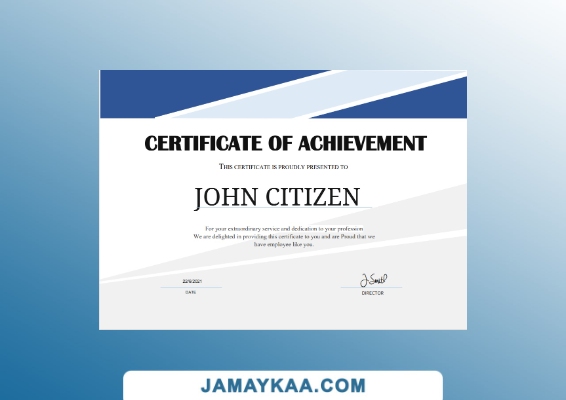 CERTIFICATE OF ACHIEVEMENT
THIS CERTIFICATE IS PROUDLY PRESENTED TO
JOHN CITIZEN
For your extraordinary service and dedication to your profession.
We are delighted in providing this certificate to you and are Proud that we
have employee like you.
22/9/2021 J. Smith
DATE DIRECTOR
JAMAYKAA.COM